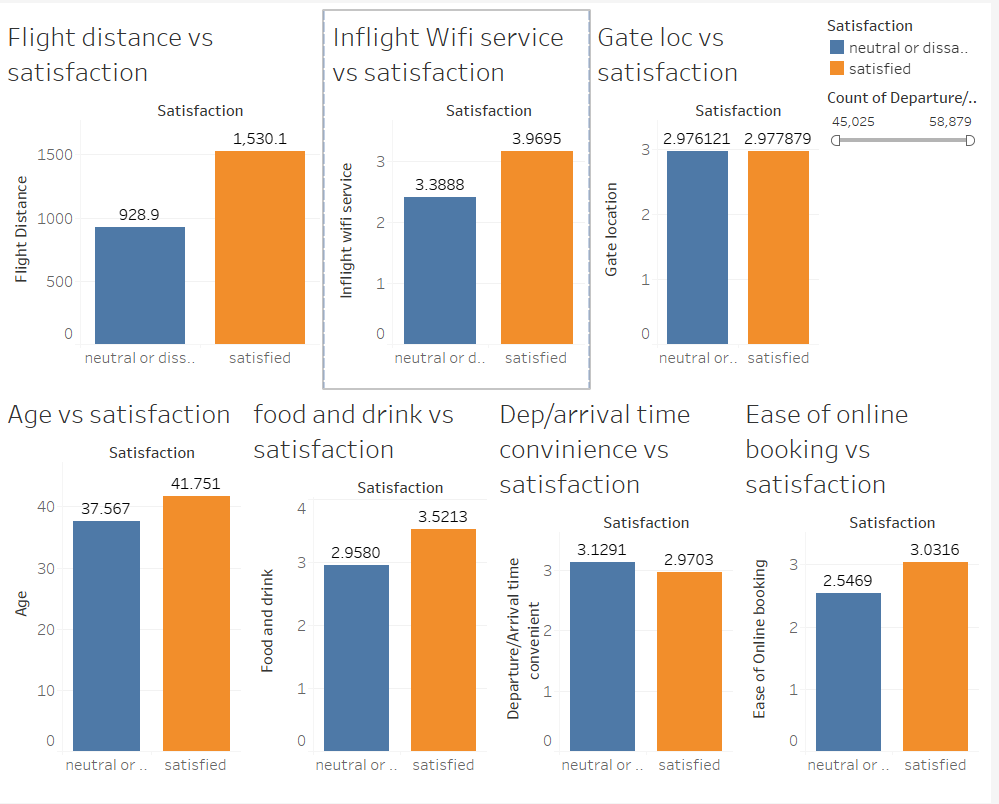 Flight distance vs
satisfaction
Satisfaction
1,530.1
928.9
1500
1000
500
0
Flight Distance
neutral or diss..
satisfied
Inflight Wifi service
vs satisfaction
Satisfaction
3.9695
3.3888
3
2
1
0
Inflight wifi service
neutral or d..
satisfied
Gate loc vs
satisfaction
Satisfaction
2.976121 2.977879
3
2
1
0
Gate location
neutral or..
satisfied
Satisfaction
neutral or dissa..
satisfied
Count of Departure/..
45,025 58,879
Age vs satisfaction
Satisfaction
41.751
37.567
40
30
20
10
0
Age
neutral or ..
satisfied
food and drink vs
satisfaction
Satisfaction
3.5213
2.9580
4
3
2
1
0
Food and drink
neutral or ..
satisfied
Dep/arrival time
convinience vs
satisfaction
Satisfaction
3.1291
2.9703
3
2
1
0
Departure/Arrival time
convenient
neutral or ..
satisfied
Ease of online
booking vs
satisfaction
Satisfaction
3.0316
2.5469
3
2
1
0
Ease of Online booking
neutral or ..
satisfied